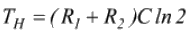 T_H = (R_1 + R_2) C ln 2